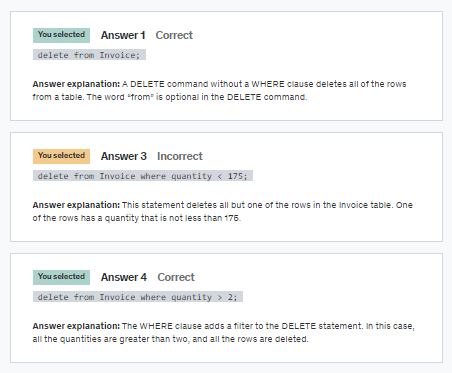 You selected Answer 1 Correct
delete from Invoice;
Answer explanation: A DELETE command without a WHERE clause deletes all of the rows
from a table. The word "from" is optional in the DELETE command.
You selected Answer 3 Incorrect
delete from Invoice where quantity < 175;
Answer explanation: This statement deletes all but one of the rows in the Invoice table. One
of the rows has a quantity that is not less than 175.
You selected Answer 4 Correct
delete from Invoice where quantity > 2;
Answer explanation: The WHERE clause adds a filter to the DELETE statement. In this case,
all the quantities are greater than two, and all the rows are deleted.